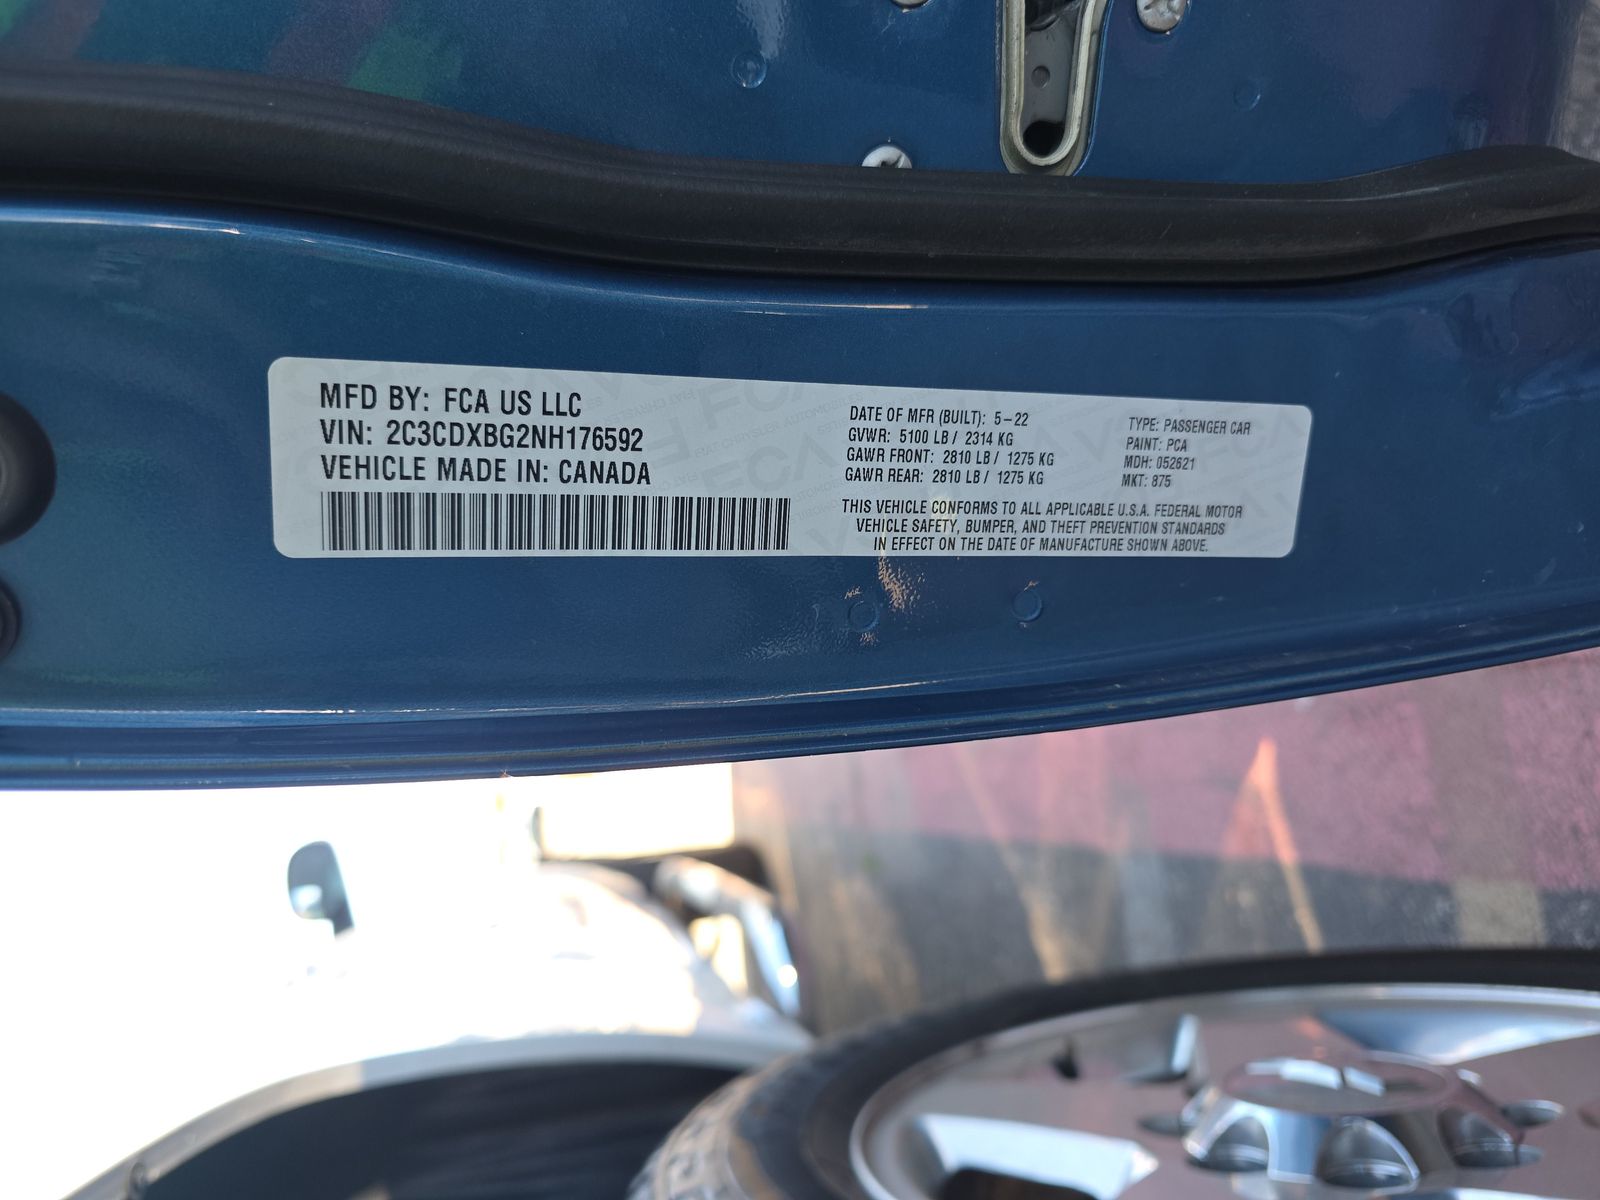 MFD BY: FCA US LLC
VIN: 2C3CDXBG2NH176592
VEHICLE MADE IN: CANADA
DATE OF MFR (BUILT): 5-22
GVWR: 5100 LB / 2314 KG
GAWR FRONT: 2810 LB / 1275 KG
GAWR REAR: 2810 LB / 1275 KG
TYPE: PASSENGER CAR
PAINT: PCA
MDH: 052621
MKT: 875
THIS VEHICLE CONFORMS TO ALL APPLICABLE U.S.A. FEDERAL MOTOR
VEHICLE SAFETY, BUMPER, AND THEFT PREVENTION STANDARDS
IN EFFECT ON THE DATE OF MANUFACTURE SHOWN ABOVE.